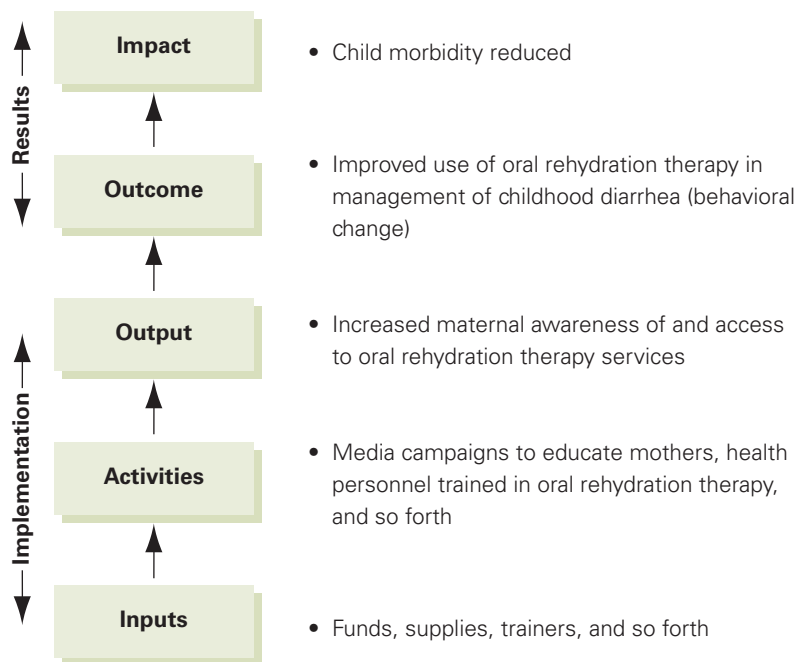 Results
Implementation
Impact
• Child morbidity reduced
Outcome
• Improved use of oral rehydration therapy in
management of childhood diarrhea (behavioral
change)
Output
• Increased maternal awareness of and access
to oral rehydration therapy services
Activities
• Media campaigns to educate mothers, health
personnel trained in oral rehydration therapy,
and so forth
Inputs
• Funds, supplies, trainers, and so forth